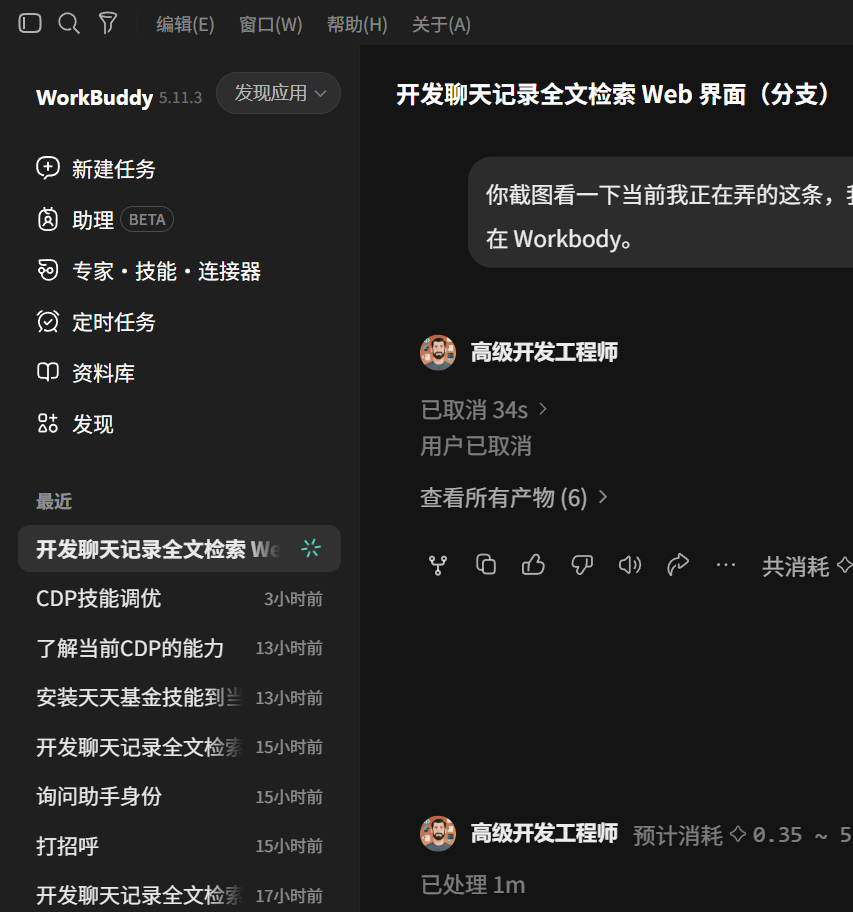 编辑(E) 窗口(W) 帮助(H) 关于(A)
WorkBuddy 5.11.3 发现应用
新建任务
助理 BETA
专家·技能·连接器
定时任务
资料库
发现
最近
开发聊天记录全文检索 We
CDP技能调优 3小时前
了解当前CDP的能力 13小时前
安装天天基金技能到当 13小时前
开发聊天记录全文检索 15小时前
询问助手身份 15小时前
打招呼 15小时前
开发聊天记录全文检索 17小时前
开发聊天记录全文检索 Web 界面（分支）
你截图看一下当前我正在弄的这条，
在 Workbody。
高级开发工程师
已取消 34s
用户已取消
查看所有产物 (6)
共消耗
高级开发工程师 预计消耗 0.35 ~ 5
已处理 1m